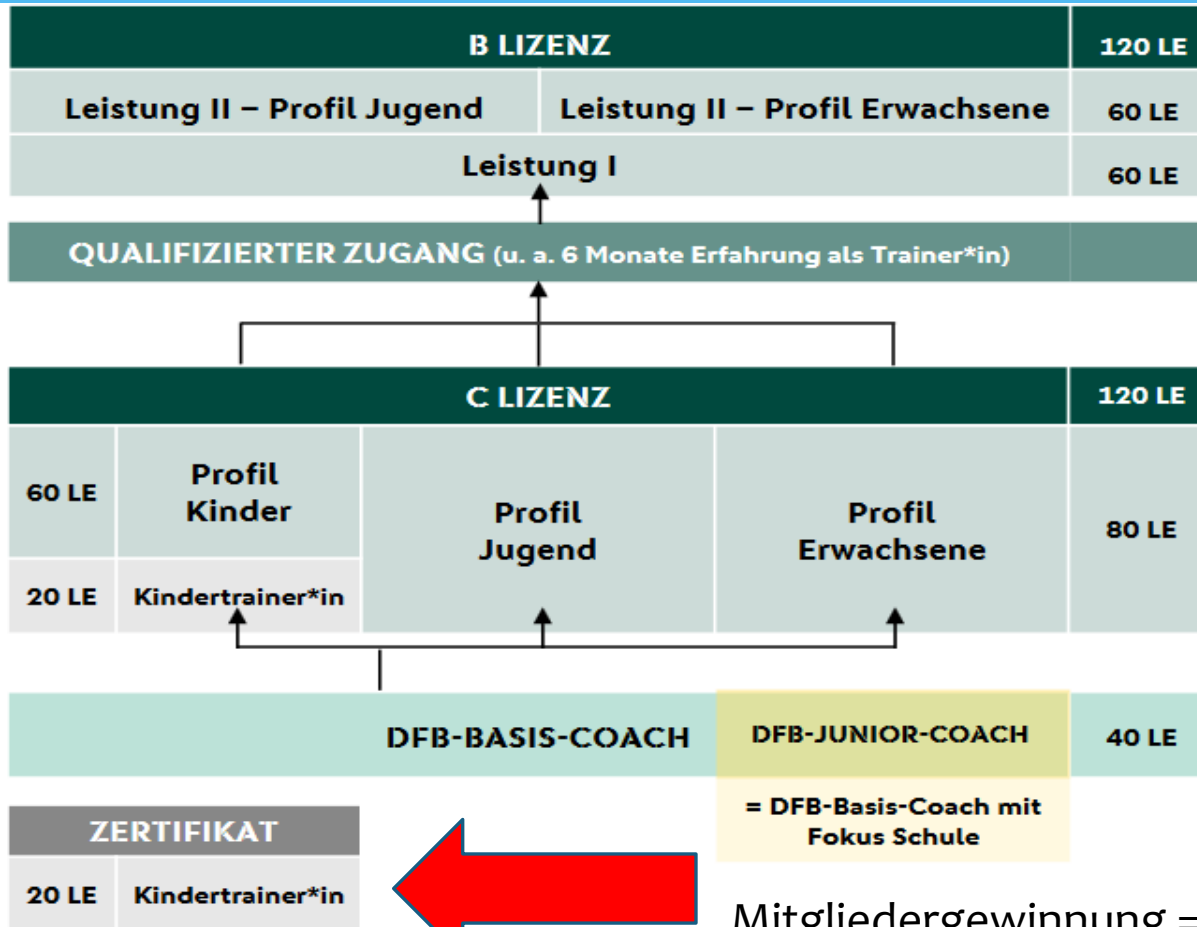 B LIZENZ 120 LE
Leistung II – Profil Jugend Leistung II – Profil Erwachsene 60 LE
Leistung I 60 LE
QUALIFIZIERTER ZUGANG (u. a. 6 Monate Erfahrung als Trainer*in)
C LIZENZ 120 LE
60 LE
Profil
Kinder
Profil
Jugend
Profil
Erwachsene
80 LE
20 LE Kindertrainer*in
DFB-BASIS-COACH DFB-JUNIOR-COACH 40 LE
= DFB-Basis-Coach mit
Fokus Schule
ZERTIFIKAT
20 LE Kindertrainer*in
Mitgliedergewinnung =